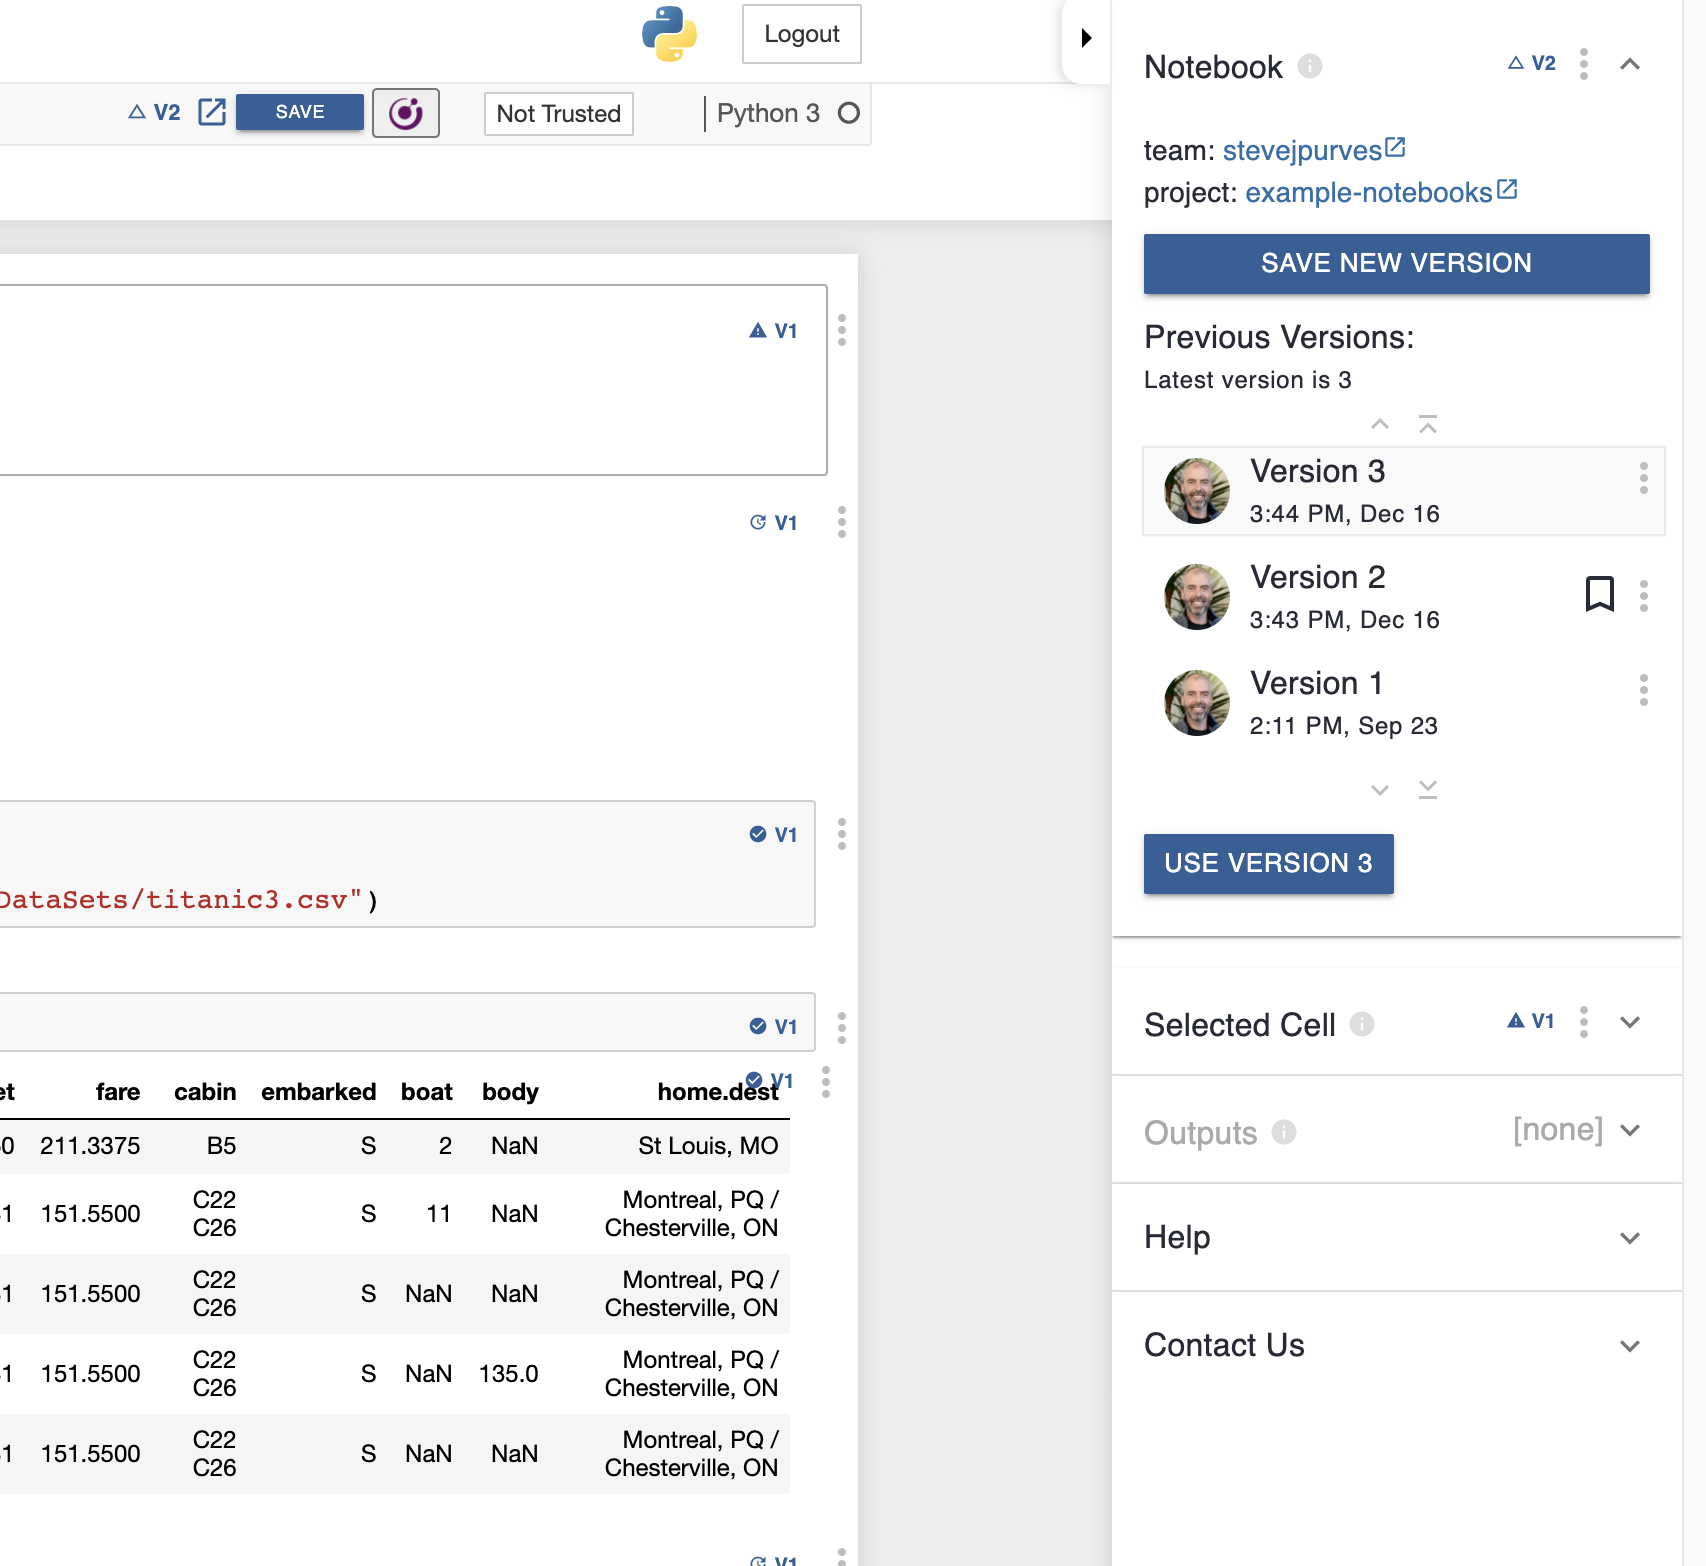 Logout
V2
SAVE
Not Trusted
Python 3
V1
V1
V1
DataSets/titanic3.csv")
V1
V1
et fare cabin embarked boat body home.dest
0 211.3375 B5 S 2 NaN St Louis, MO
1 151.5500 C22 C26 S 11 NaN Montreal, PQ / Chesterville, ON
1 151.5500 C22 C26 S NaN NaN Montreal, PQ / Chesterville, ON
1 151.5500 C22 C26 S NaN 135.0 Montreal, PQ / Chesterville, ON
1 151.5500 C22 C26 S NaN NaN Montreal, PQ / Chesterville, ON
V1
Notebook
V2
team: stevejpurves
project: example-notebooks
SAVE NEW VERSION
Previous Versions:
Latest version is 3
Version 3
3:44 PM, Dec 16
Version 2
3:43 PM, Dec 16
Version 1
2:11 PM, Sep 23
USE VERSION 3
Selected Cell
V1
Outputs
[none]
Help
Contact Us